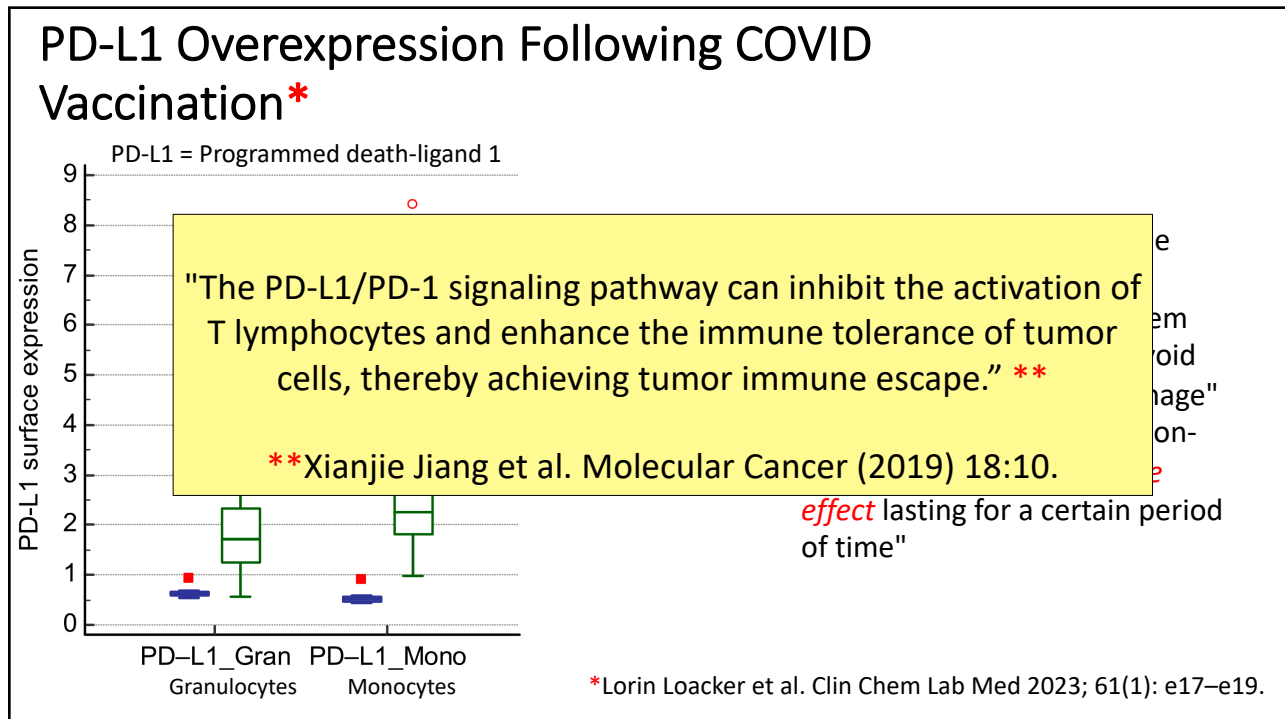 PD-L1 Overexpression Following COVID
Vaccination*
PD-L1 = Programmed death-ligand 1
PD-L1 surface expression
9
8
7
6
5
4
3
2
1
0
PD–L1_Gran PD–L1_Mono
Granulocytes Monocytes
"The PD-L1/PD-1 signaling pathway can inhibit the activation of
T lymphocytes and enhance the immune tolerance of tumor
cells, thereby achieving tumor immune escape.” **
**Xianjie Jiang et al. Molecular Cancer (2019) 18:10.
effect lasting for a certain period
of time"
*Lorin Loacker et al. Clin Chem Lab Med 2023; 61(1): e17–e19.